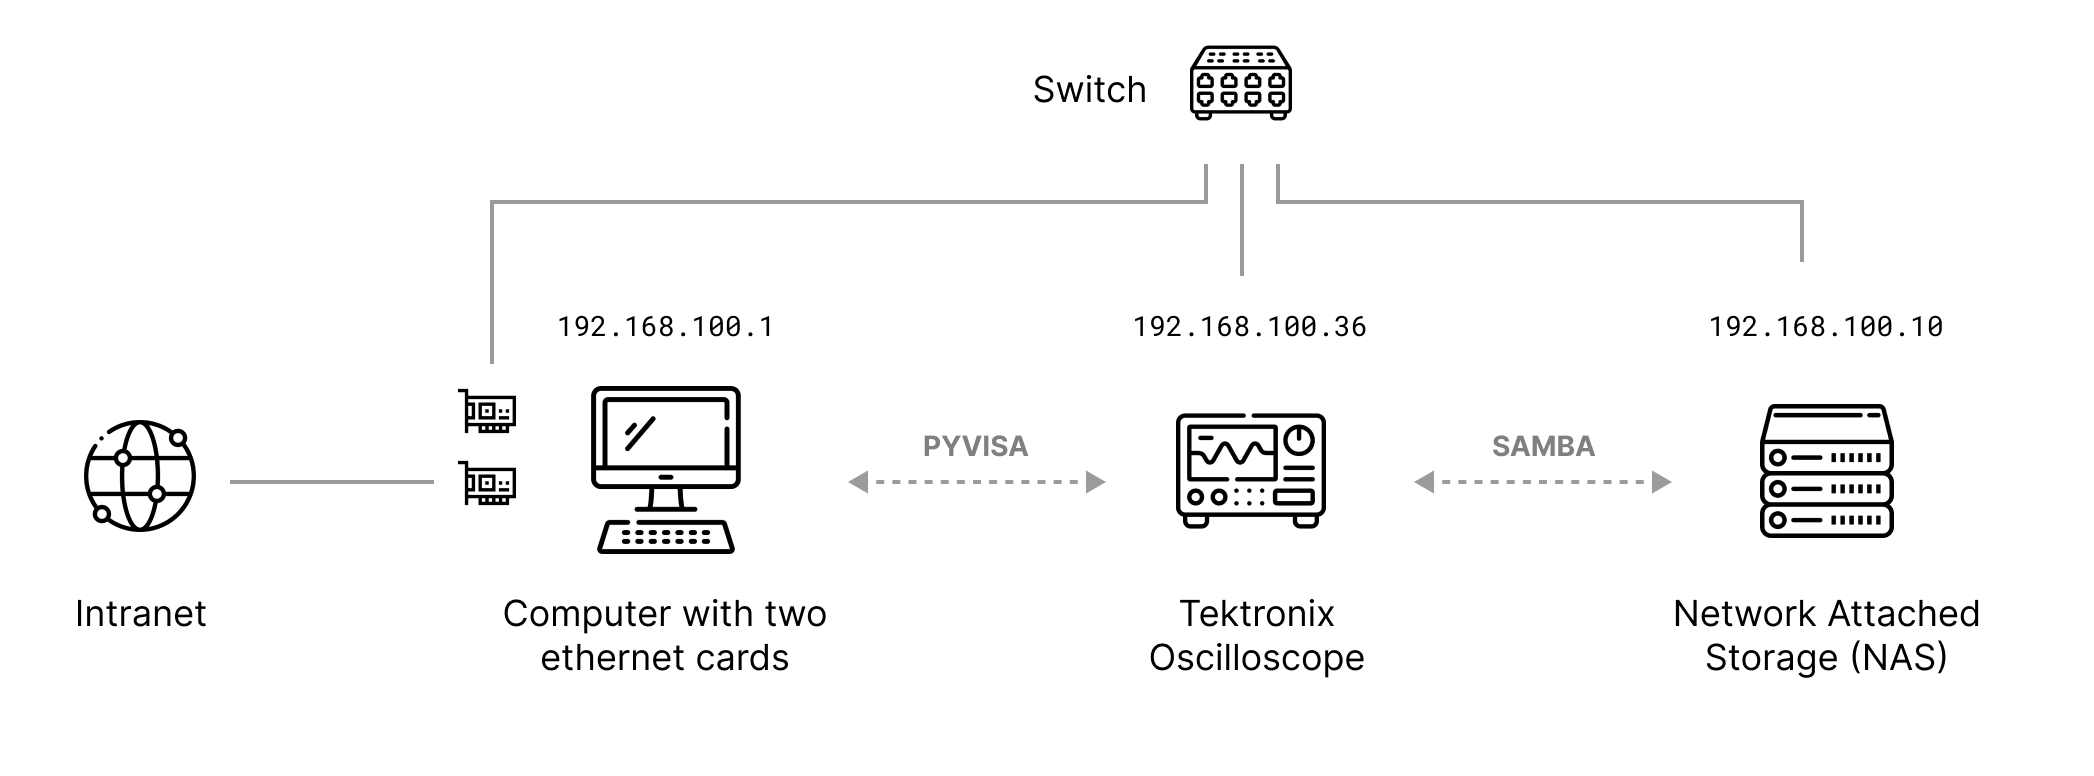 Switch
192.168.100.1
192.168.100.36
192.168.100.10
PYVISA
SAMBA
Intranet
Computer with two
ethernet cards
Tektronix
Oscilloscope
Network Attached
Storage (NAS)